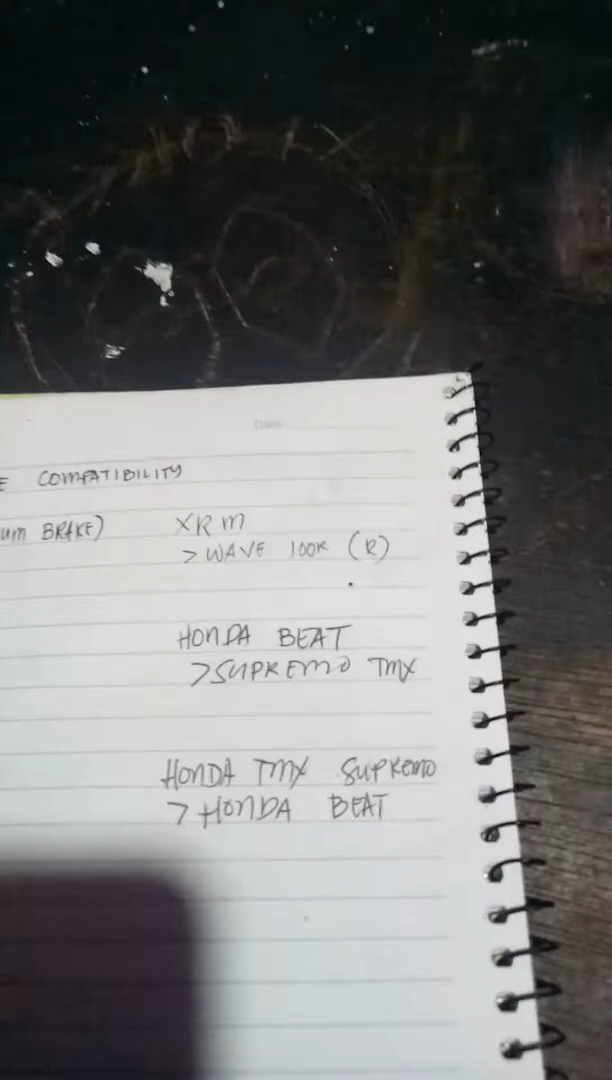 Date
E COMPATIBILITY
UM BRAKE) XRM
> WAVE 100R (R)
HONDA BEAT
> SUPREMO TMX
HONDA TMX SUPREMO
> HONDA BEAT